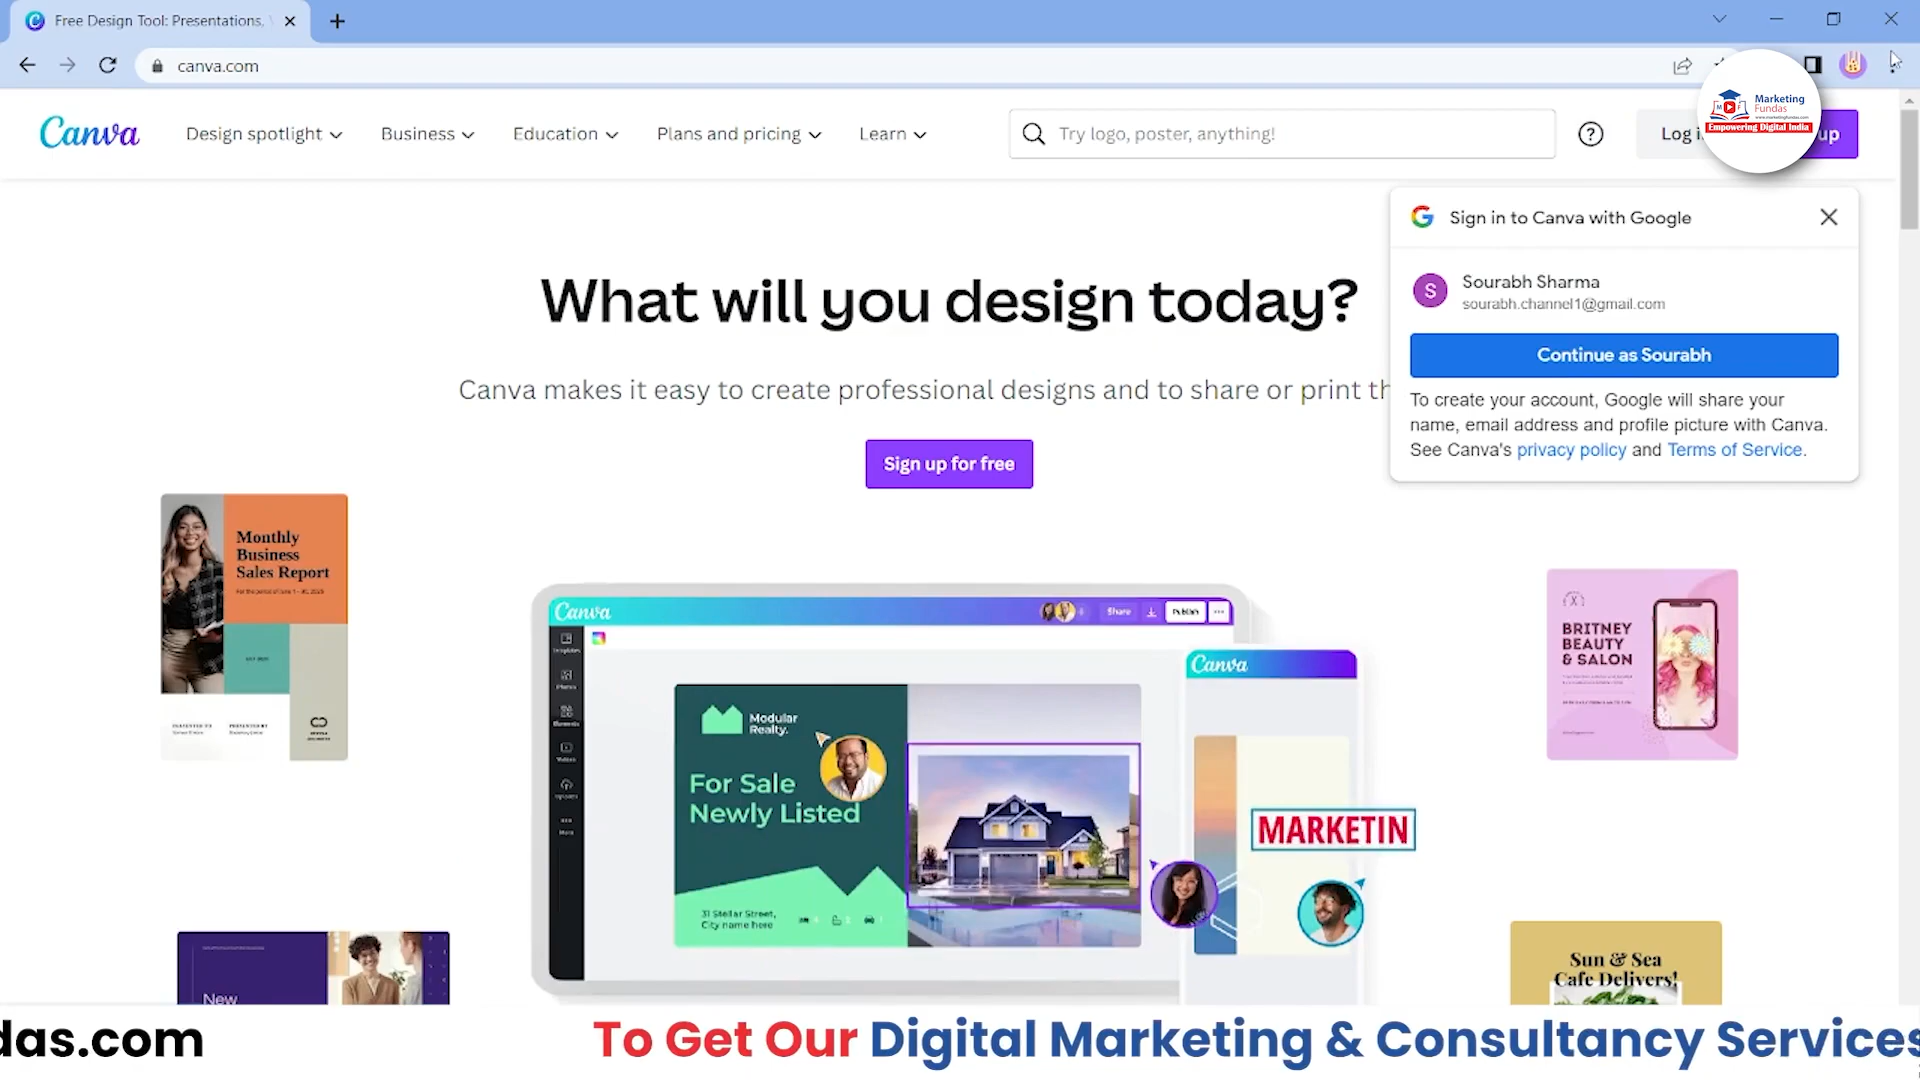 Free Design Tool: Presentations,
canva.com
Canva
Design spotlight
Business
Education
Plans and pricing
Learn
Try logo, poster, anything!
Log i
up
Marketing
Fundas
www.marketingfundas.com
Empowering Digital India
Sign in to Canva with Google
S
Sourabh Sharma
sourabh.channel1@gmail.com
Continue as Sourabh
To create your account, Google will share your
name, email address and profile picture with Canva.
See Canva's privacy policy and Terms of Service.
What will you design today?
Canva makes it easy to create professional designs and to share or print th
Sign up for free
Monthly
Business
Sales Report
Canva
Share
Publish
Canva
Modular
Realty.
For Sale
Newly Listed
31 Stellar Street,
City name here
MARKETIN
BRITNEY
BEAUTY
& SALON
New
Sun & Sea
Cafe Delivers!
das.com
To Get Our Digital Marketing & Consultancy Services